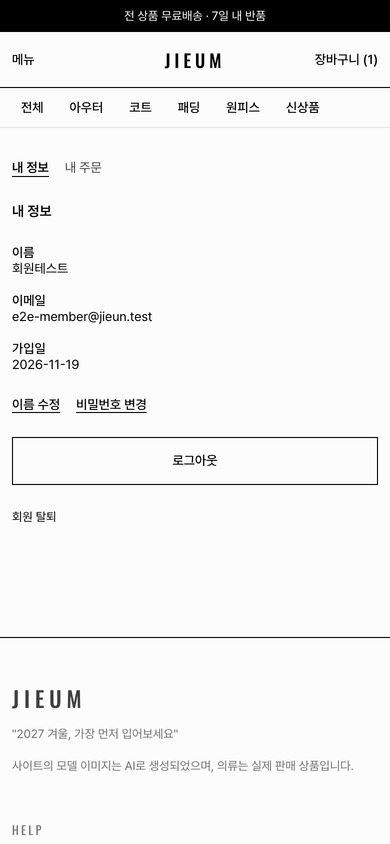 전 상품 무료배송 · 7일 내 반품
메뉴 JIEUM 장바구니 (1)
전체 아우터 코트 패딩 원피스 신상품
내 정보 내 주문
내 정보
이름
회원테스트
이메일
e2e-member@jieun.test
가입일
2026-11-19
이름 수정 비밀번호 변경
로그아웃
회원 탈퇴
JIEUM
"2027 겨울, 가장 먼저 입어보세요"
사이트의 모델 이미지는 AI로 생성되었으며, 의류는 실제 판매 상품입니다.
HELP